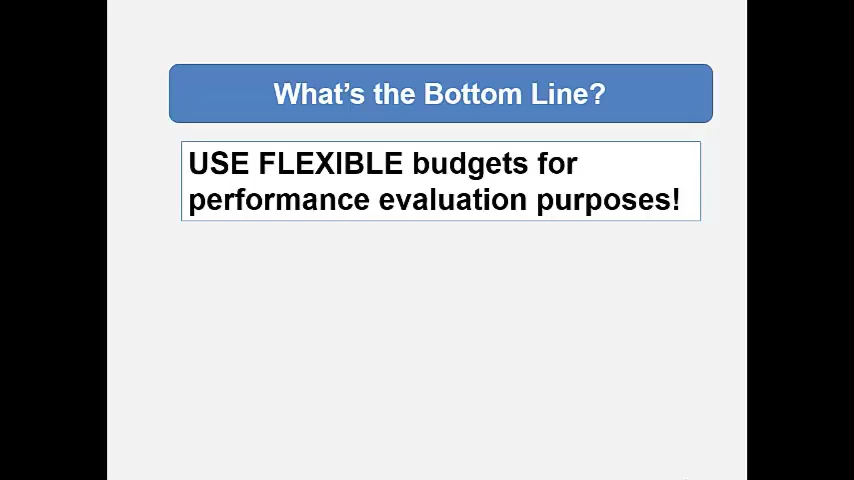 What's the Bottom Line?
USE FLEXIBLE budgets for
performance evaluation purposes!